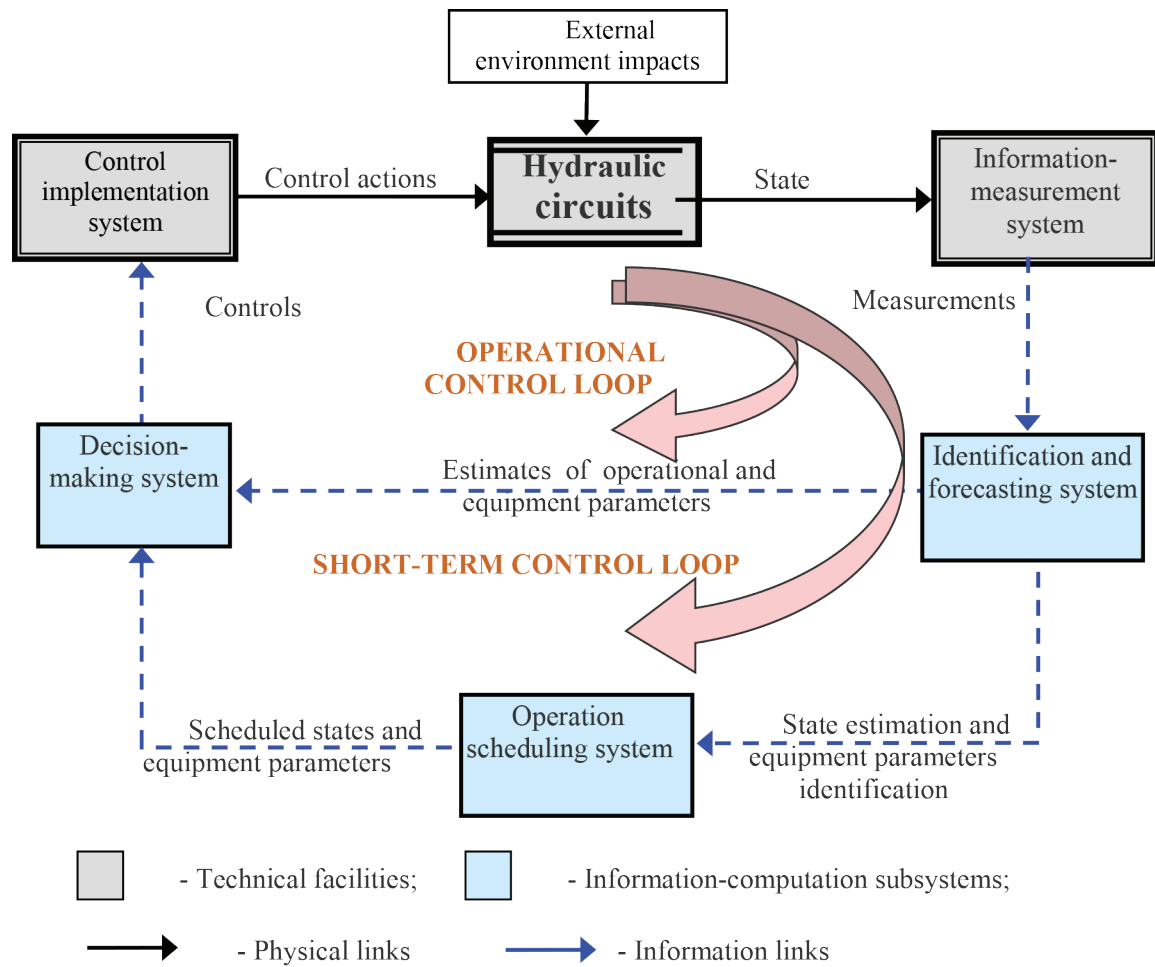 External
environment impacts
Control
implementation
system
Control actions
Hydraulic
circuits
State
Information-
measurement
system
Controls
Measurements
OPERATIONAL
CONTROL LOOP
Decision-
making system
Estimates of operational and
equipment parameters
Identification and
forecasting system
SHORT-TERM CONTROL LOOP
Scheduled states and
equipment parameters
Operation
scheduling system
State estimation and
equipment parameters
identification
- Technical facilities;
- Information-computation subsystems;
- Physical links
- Information links